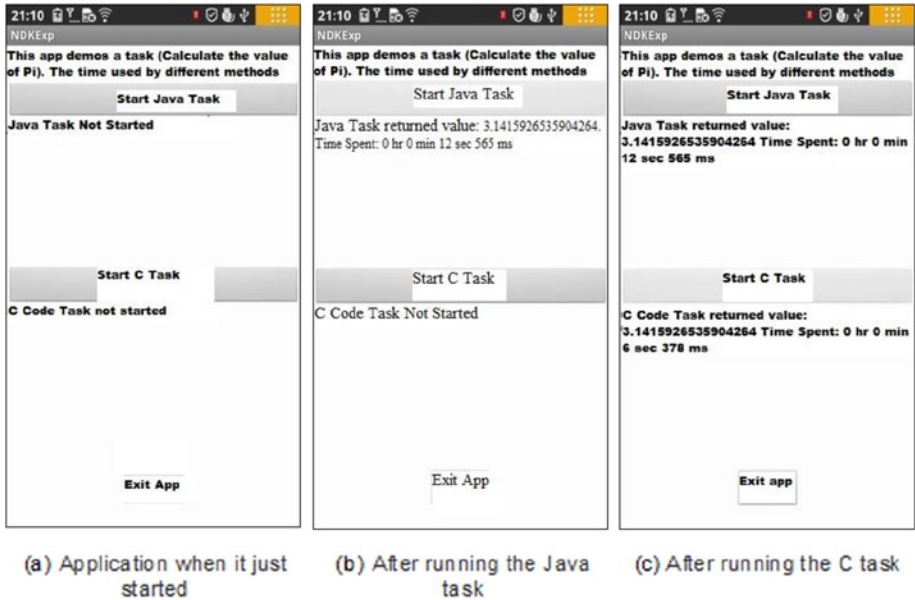 21:10
NDKExp
This app demos a task (Calculate the value
of Pi). The time used by different methods
Start Java Task
Java Task Not Started
Start C Task
C Code Task not started
Exit App
(a) Application when it just
started
21:10
NDKExp
This app demos a task (Calculate the value
of Pi). The time used by different methods
Start Java Task
Java Task returned value: 3.1415926535904264.
Time Spent: 0 hr 0 min 12 sec 565 ms
Start C Task
C Code Task Not Started
Exit App
(b) After running the Java
task
21:10
NDKExp
This app demos a task (Calculate the value
of Pi). The time used by different methods
Start Java Task
Java Task returned value:
3.1415926535904264 Time Spent: 0 hr 0 min
12 sec 565 ms
Start C Task
C Code Task returned value:
3.1415926535904264 Time Spent: 0 hr 0 min
6 sec 378 ms
Exit app
(c) After running the C task